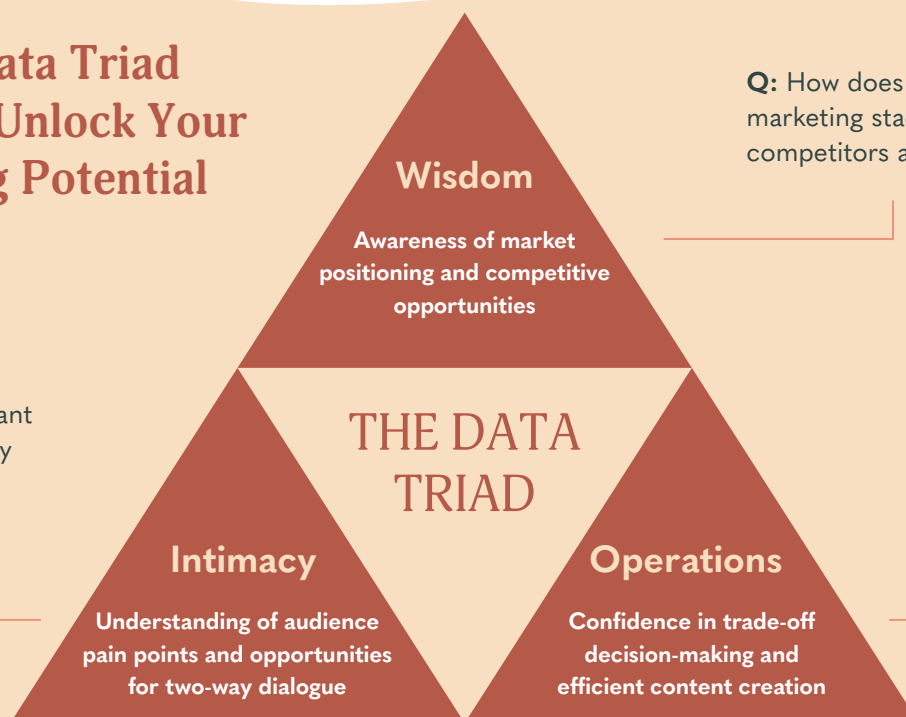 ata Triad
Unlock Your
g Potential
Q: How does
marketing sta
competitors a
Wisdom
Awareness of market
positioning and competitive
opportunities
ant
y
THE DATA
TRIAD
Intimacy
Understanding of audience
pain points and opportunities
for two-way dialogue
Operations
Confidence in trade-off
decision-making and
efficient content creation